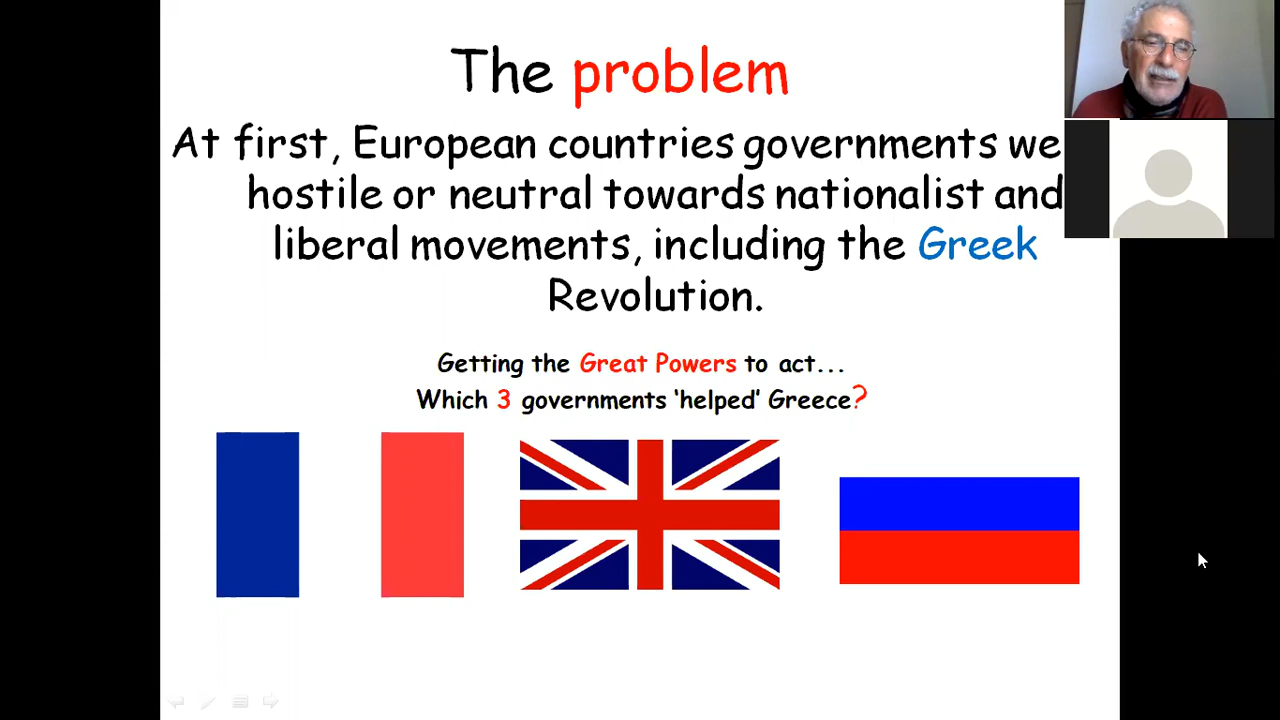 The problem
At first, European countries governments we
hostile or neutral towards nationalist and
liberal movements, including the Greek
Revolution.
Getting the Great Powers to act...
Which 3 governments ‘helped’ Greece?